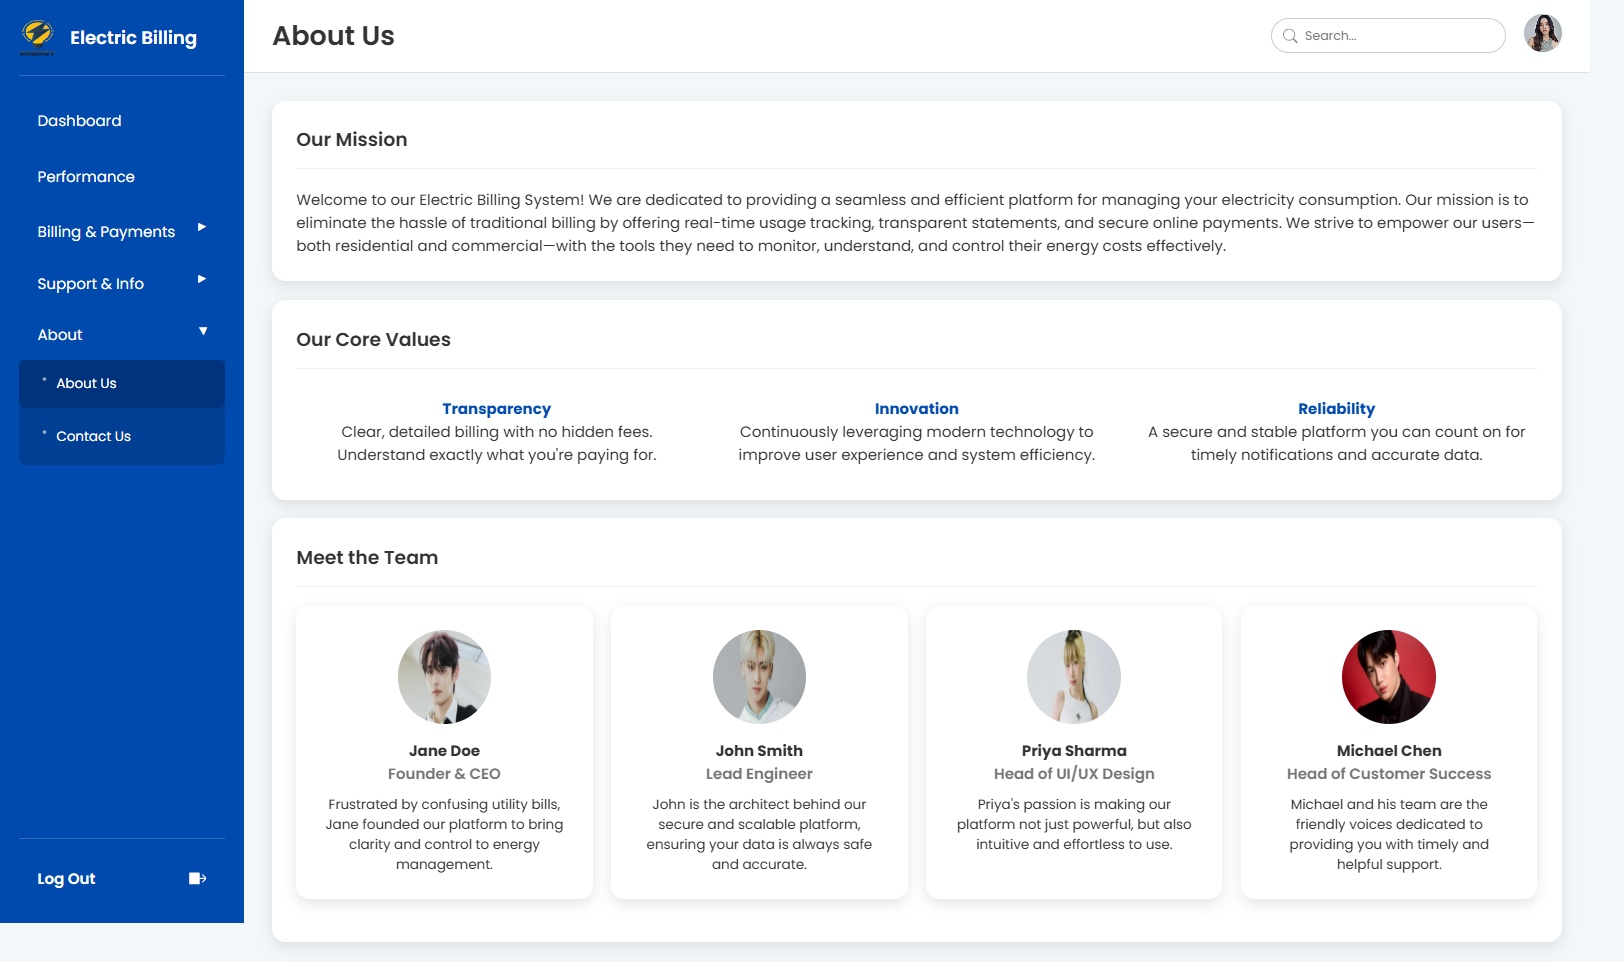 Electric Billing
About Us
Search...
Dashboard
Performance
Billing & Payments
Support & Info
About
About Us
Contact Us
Log Out
Our Mission
Welcome to our Electric Billing System! We are dedicated to providing a seamless and efficient platform for managing your electricity consumption. Our mission is to
eliminate the hassle of traditional billing by offering real-time usage tracking, transparent statements, and secure online payments. We strive to empower our users—
both residential and commercial—with the tools they need to monitor, understand, and control their energy costs effectively.
Our Core Values
Transparency
Clear, detailed billing with no hidden fees.
Understand exactly what you're paying for.
Innovation
Continuously leveraging modern technology to
improve user experience and system efficiency.
Reliability
A secure and stable platform you can count on for
timely notifications and accurate data.
Meet the Team
Jane Doe
Founder & CEO
Frustrated by confusing utility bills,
Jane founded our platform to bring
clarity and control to energy
management.
John Smith
Lead Engineer
John is the architect behind our
secure and scalable platform,
ensuring your data is always safe
and accurate.
Priya Sharma
Head of UI/UX Design
Priya's passion is making our
platform not just powerful, but also
intuitive and effortless to use.
Michael Chen
Head of Customer Success
Michael and his team are the
friendly voices dedicated to
providing you with timely and
helpful support.